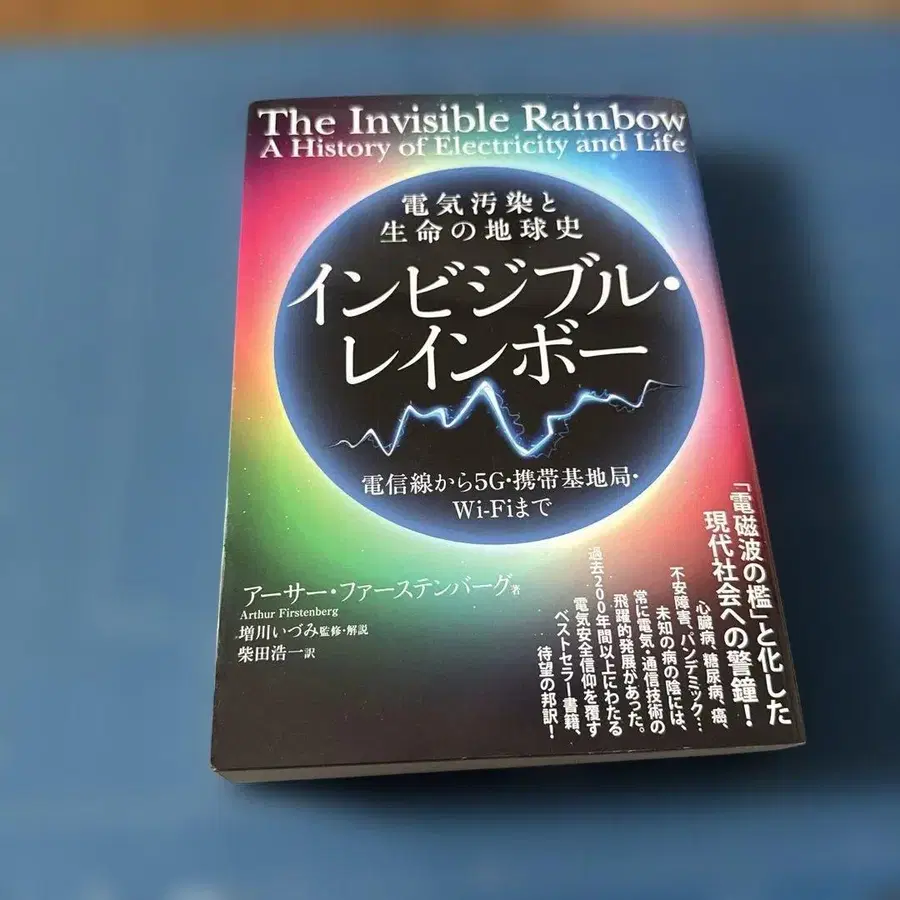 The Invisible Rainbow
A History of Electricity and Life
電気汚染と
生命の地球史
インビジブル・
レインボー
電信線から5G・携帯基地局・
Wi-Fiまで
アーサー・ファーステンバーグ 著
Arthur Firstenberg
増川いづみ 監修・解説
柴田浩一 訳
「電磁波の檻」と化した
現代社会への警鐘!
心臓病、糖尿病、癌、
不安障害、パンデミック…
未知の病の陰には、
常に電気・通信技術の
飛躍的発展があった。
過去200年間以上にわたる
電気安全信仰を覆す
ベストセラー書籍、
待望の邦訳!